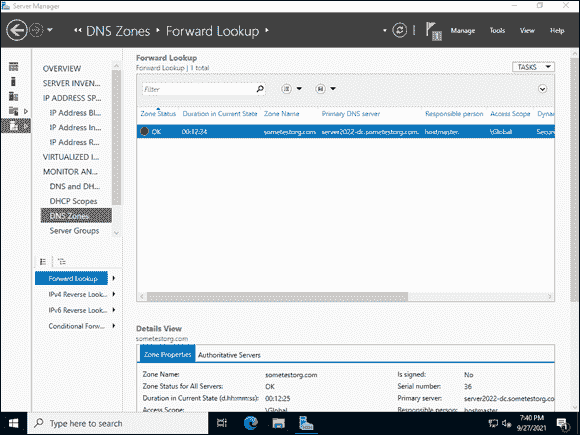 Server Manager
DNS Zones • Forward Lookup
Manage Tools View Help
1
OVERVIEW
SERVER INVEN...
IP ADDRESS SP...
IP Address Bl...
IP Address In...
IP Address R...
VIRTUALIZED I...
MONITOR AN...
DNS and DH...
DHCP Scopes
DNS Zones
Server Groups
Forward Lookup
IPv4 Reverse Look...
IPv6 Reverse Look...
Conditional Forw...
Forward Lookup
Forward Lookup | 1 total
TASKS
Filter
Zone Status Duration in Current State Zone Name Primary DNS server Responsible person Access Scope Dyna
OK 00:12:24 sometestorg.com server2022-dc.sometestorg.com. hostmaster. \Global Secur
Details View
sometestorg.com
Zone Properties Authoritative Servers
Zone Name: sometestorg.com Is signed: No
Zone Status for All Servers: OK Serial number: 36
Duration in Current State (d.hh:mm:ss): 00:12:25 Primary server: server2022-dc.sometestorg.co
Access Scope: \Global Responsible person: hostmaster.
Type here to search
7:40 PM
9/27/2021